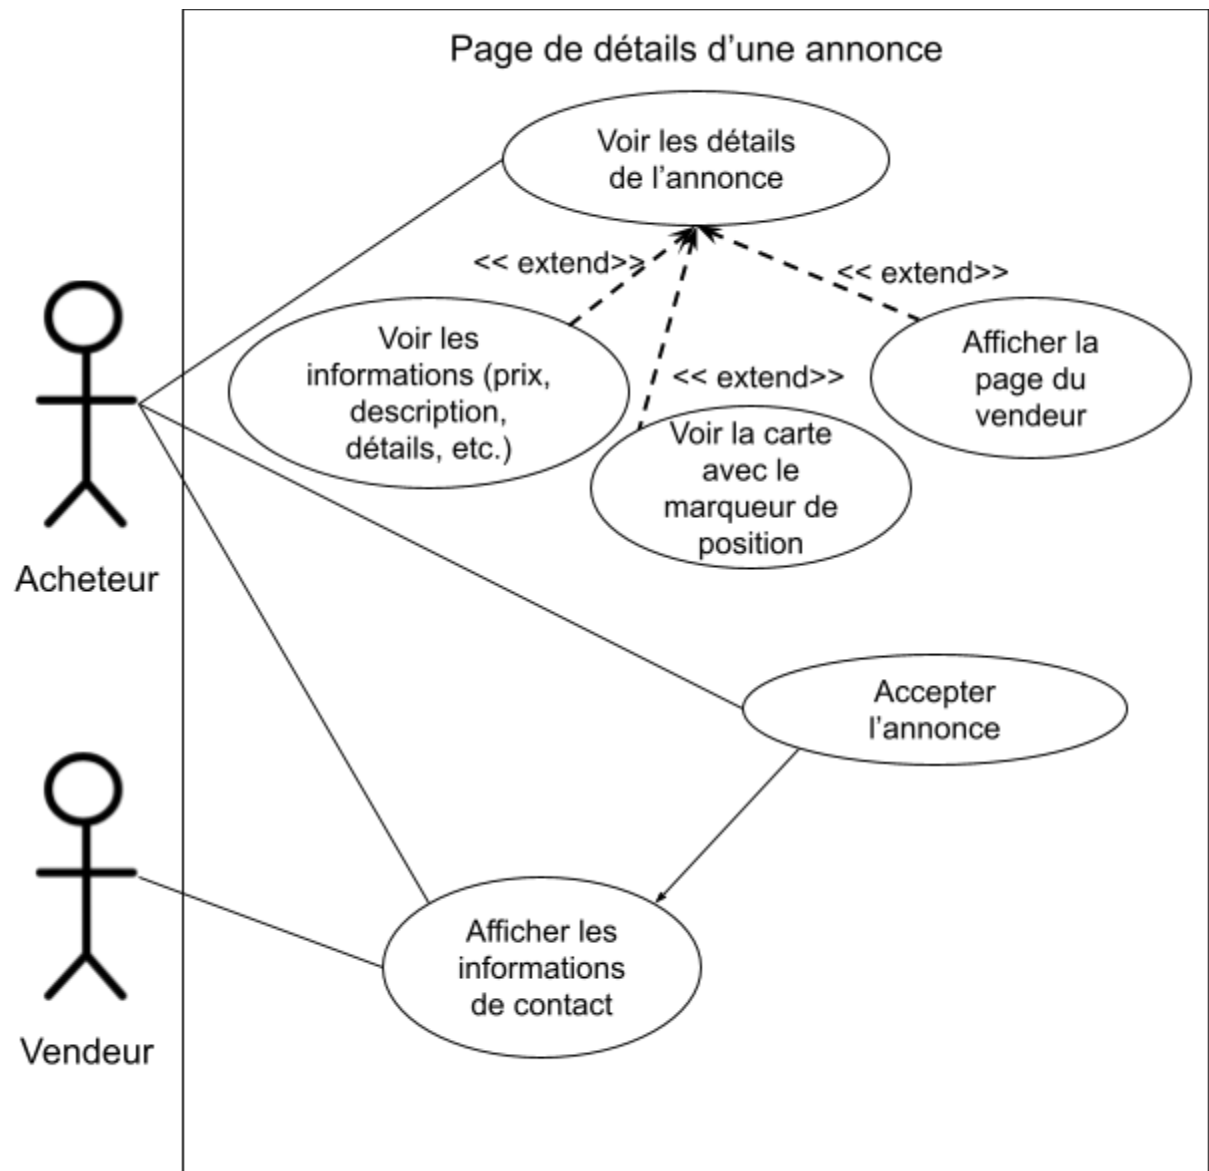 Page de détails d’une annonce
Voir les détails
de l’annonce
<< extend>>
<< extend>>
Voir les
informations (prix,
description,
détails, etc.)
<< extend>>
Afficher la
page du
vendeur
Voir la carte
avec le
marqueur de
position
Acheteur
Accepter
l’annonce
Afficher les
informations
de contact
Vendeur